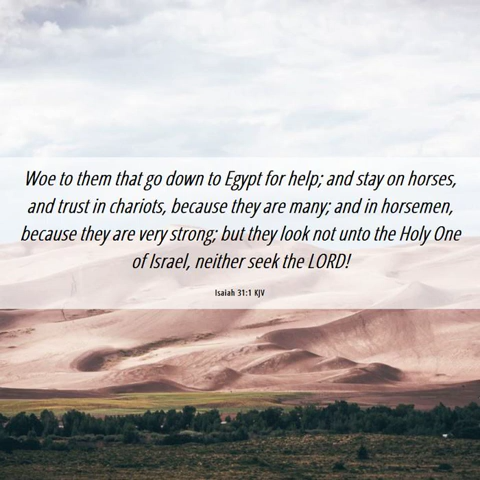 Woe to them that go down to Egypt for help; and stay on horses,
and trust in chariots, because they are many; and in horsemen,
because they are very strong; but they look not unto the Holy One
of Israel, neither seek the LORD!
Isaiah 31:1 KJV